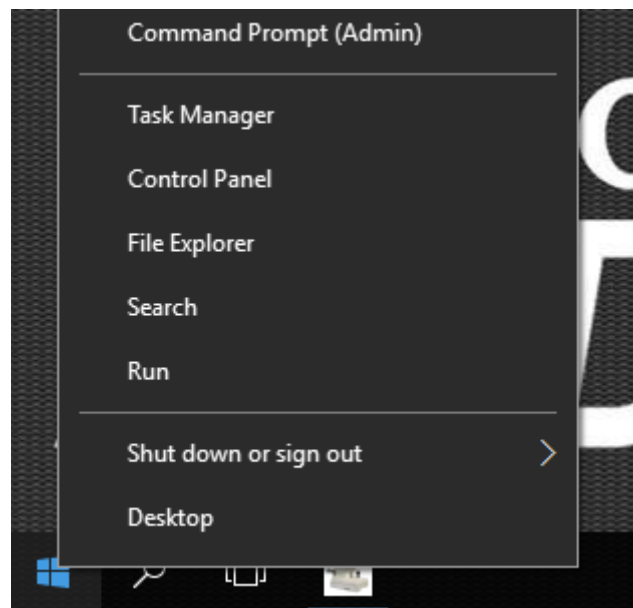 Command Prompt (Admin)
Task Manager
Control Panel
File Explorer
Search
Run
Shut down or sign out
Desktop